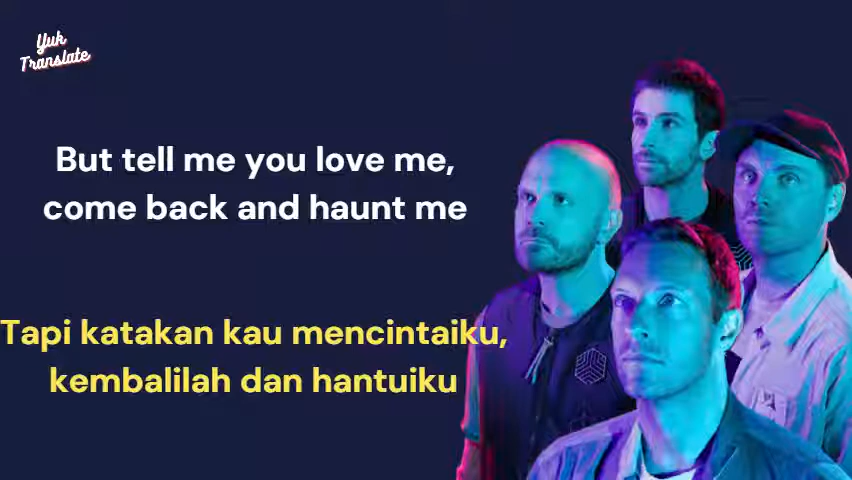 Yuk
Translate
But tell me you love me,
come back and haunt me
Tapi katakan kau mencintaiku,
kembalilah dan hantuiku